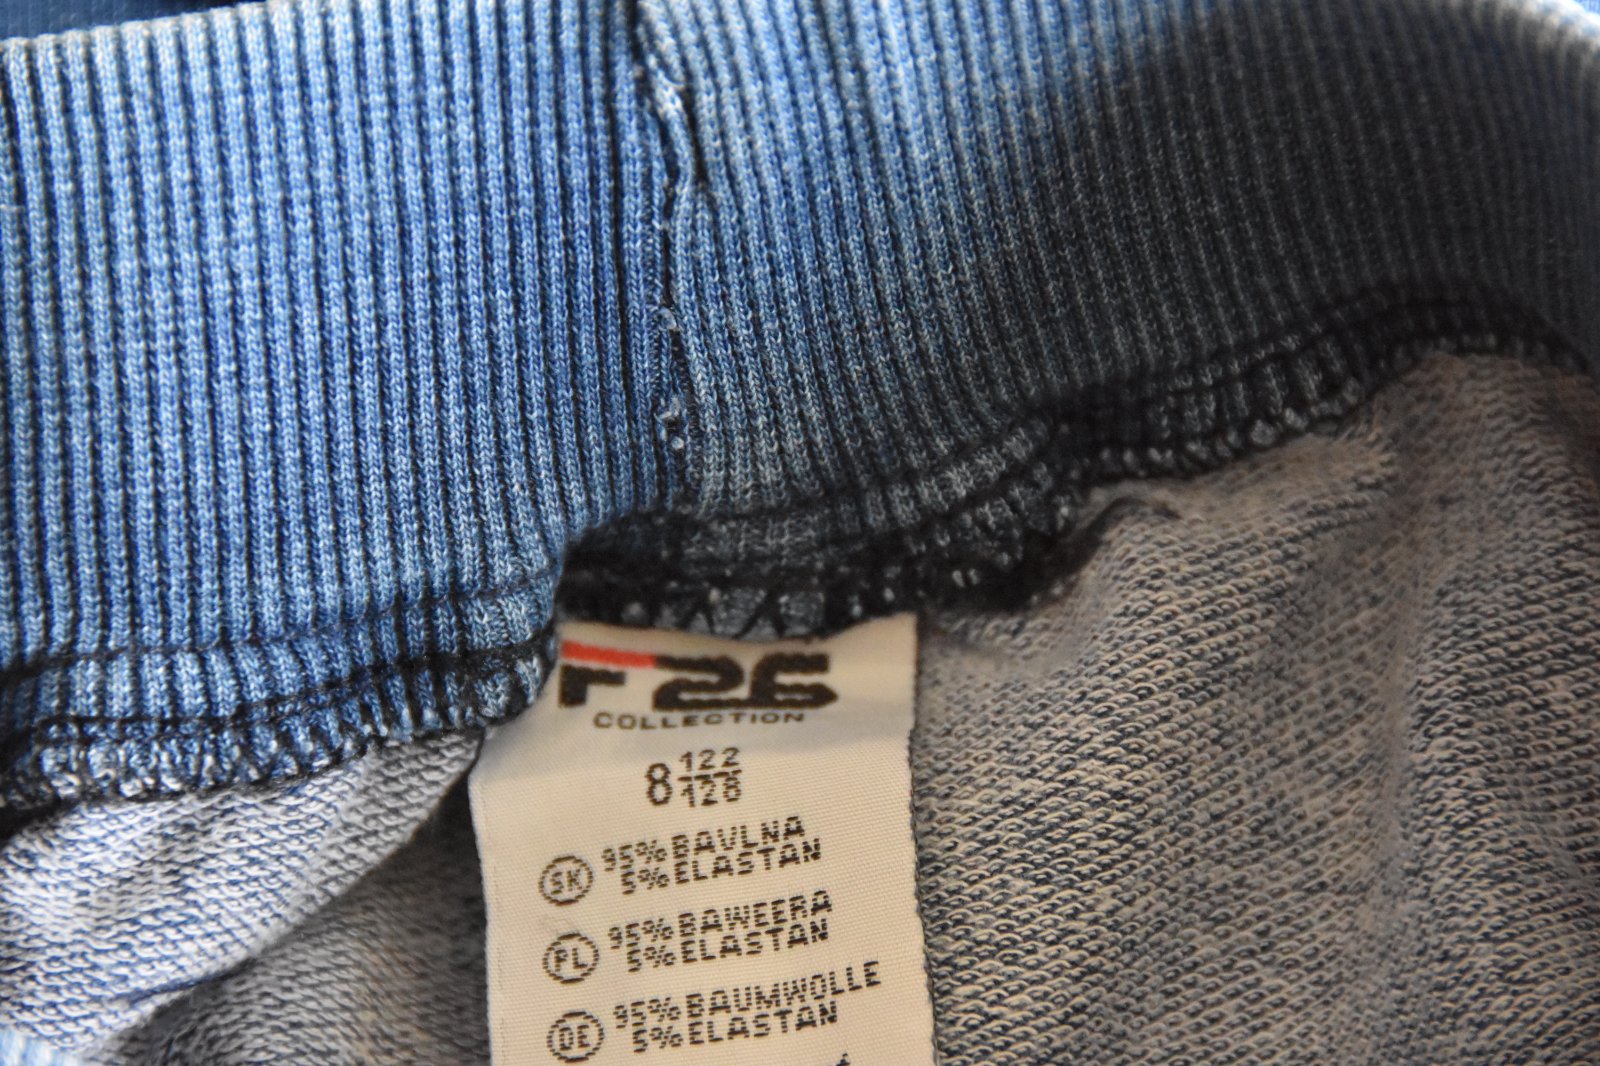 F26
COLLECTION
8 122/128
SK 95% BAVLNA
5% ELASTAN
PL 95% BAWEERA
5% ELASTAN
DE 95% BAUMWOLLE
5% ELASTAN